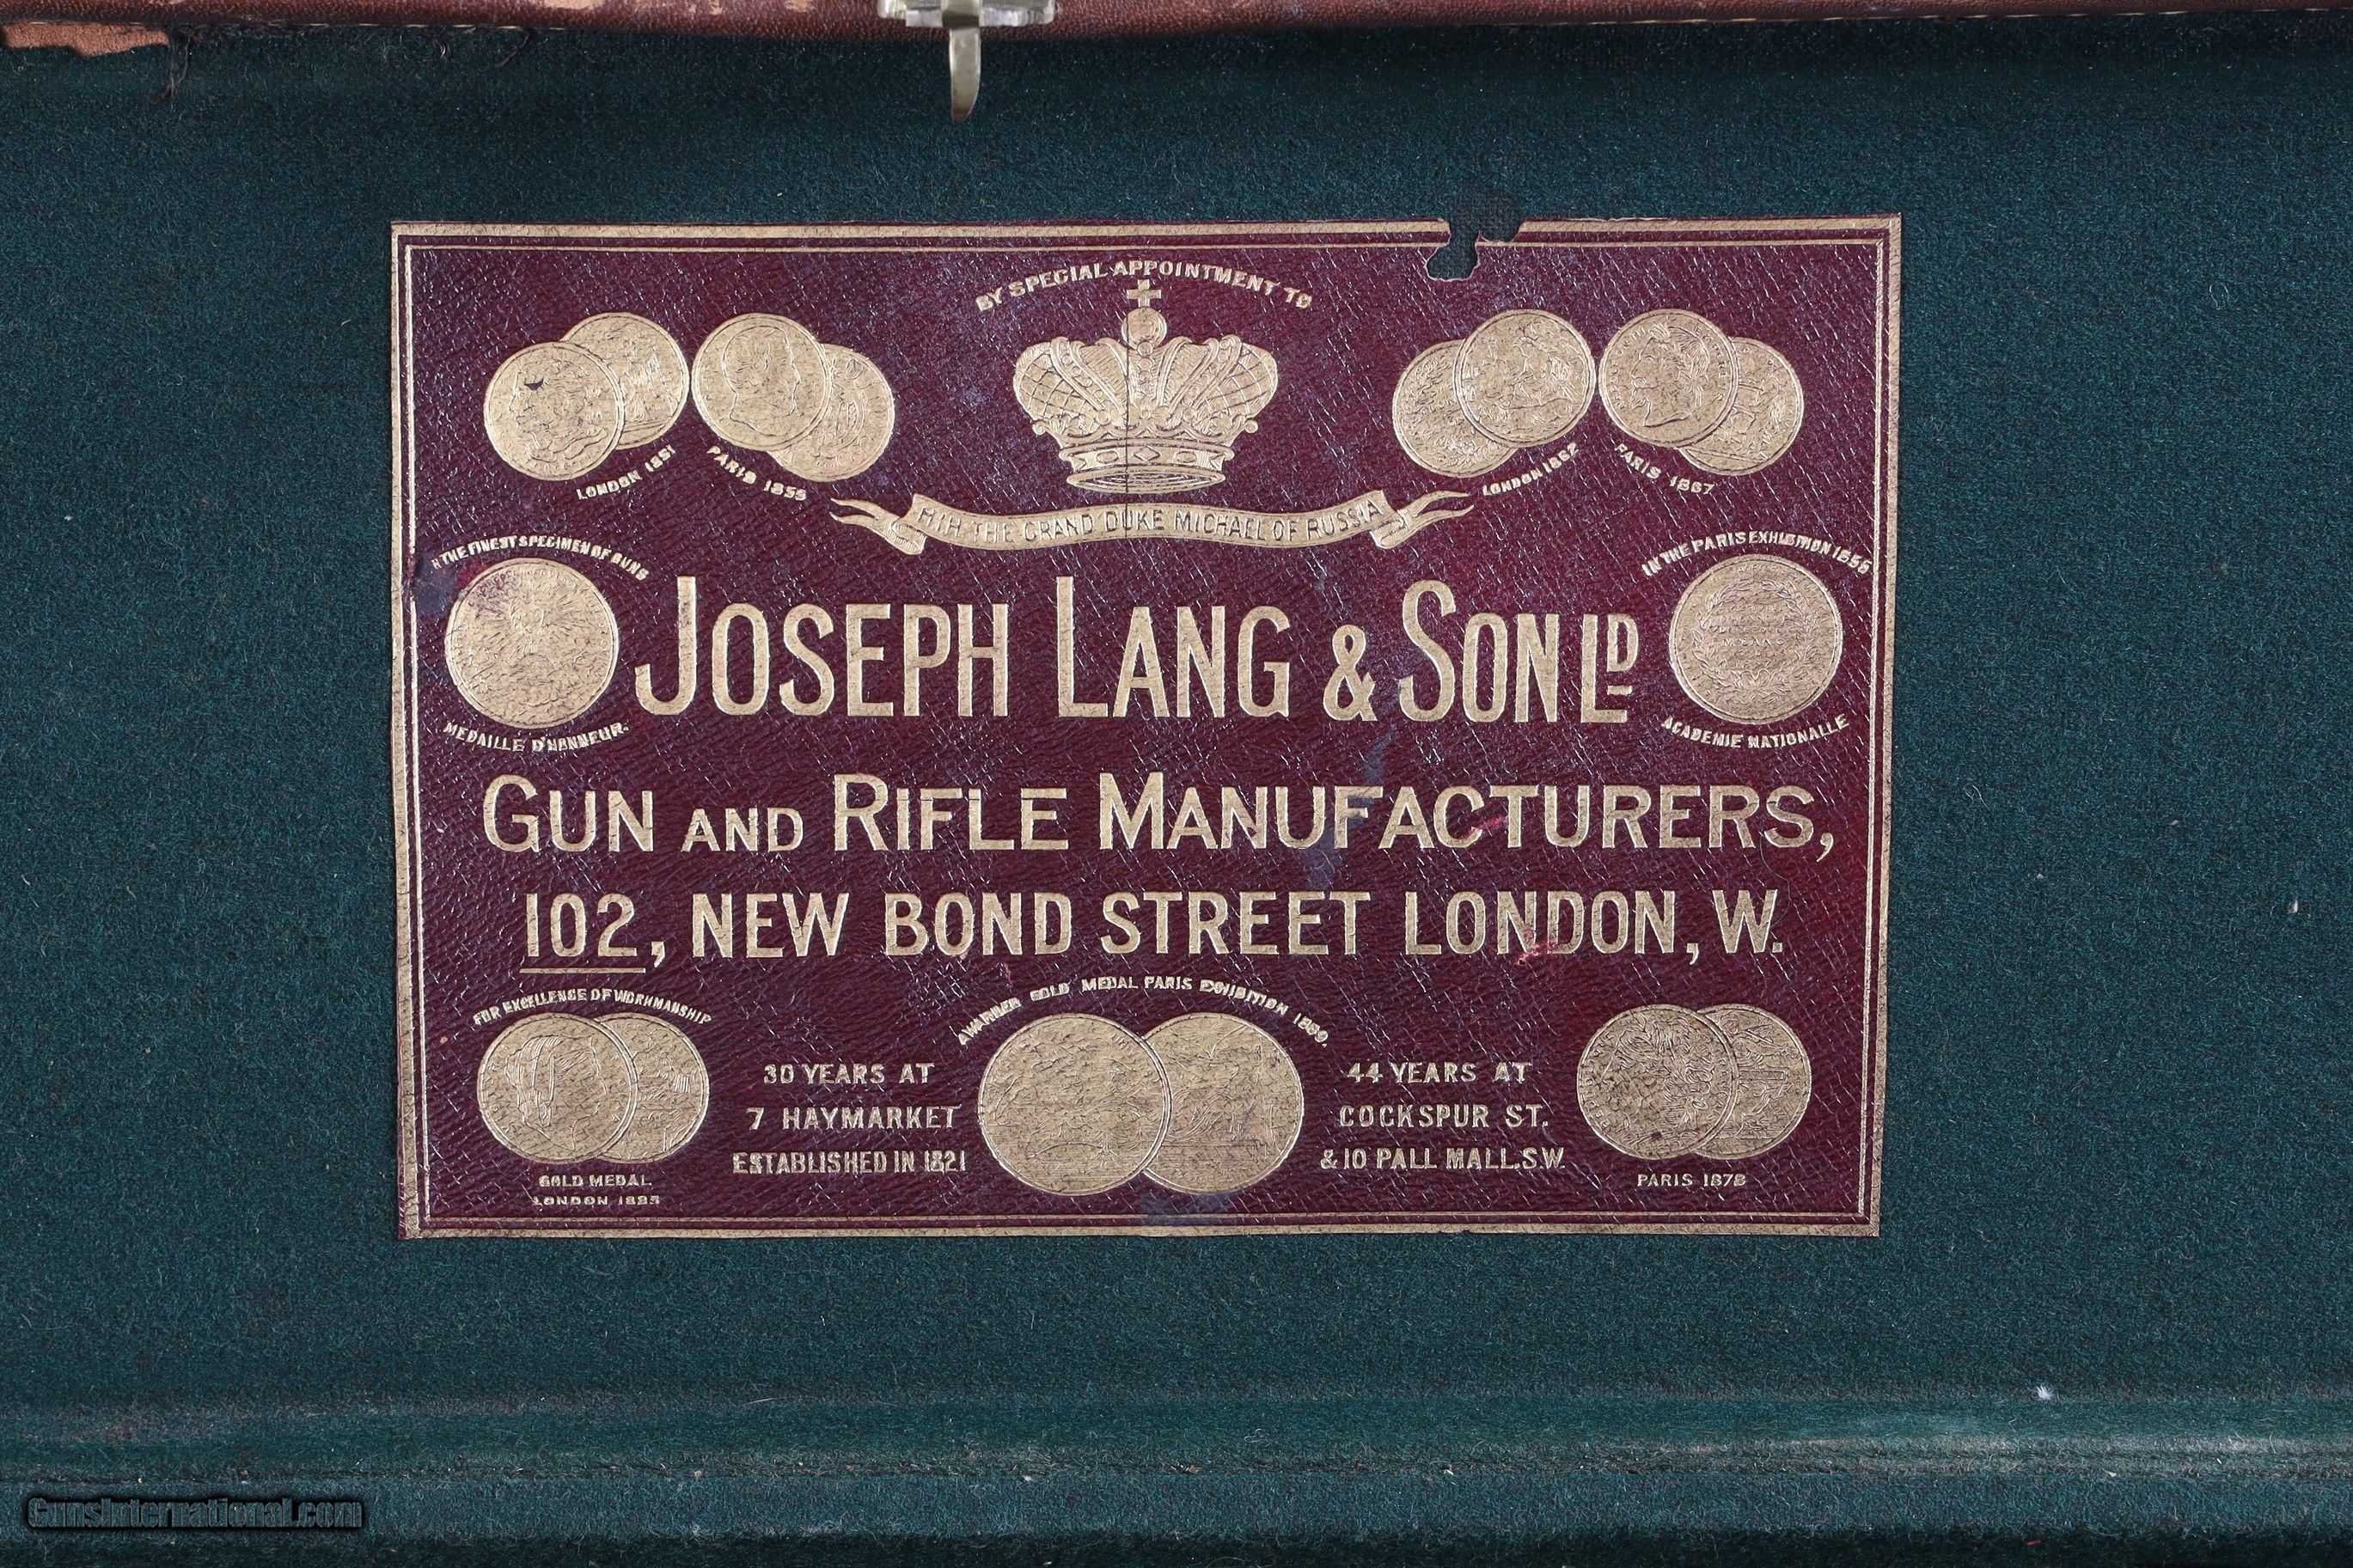 BY SPECIAL APPOINTMENT TO
LONDON 1851
PARIS 1855
LONDON 1862
PARIS 1867
HIH THE GRAND DUKE MICHAEL OF RUSSIA
THE FINEST SPECIMEN OF GUNS
IN THE PARIS EXHIBITION 1855
JOSEPH LANG & SON LD
MEDAILLE D'HONNEUR.
ACADEMIE NATIONALLE
GUN AND RIFLE MANUFACTURERS,
102, NEW BOND STREET LONDON, W.
FOR EXCELLENCE OF WORKMANSHIP
AWARDED GOLD MEDAL PARIS EXHIBITION 1889.
30 YEARS AT
7 HAYMARKET
ESTABLISHED IN 1821
44 YEARS AT
COCKSPUR ST.
& 10 PALL MALL.S.W.
GOLD MEDAL
LONDON 1885
PARIS 1878
GunsInternational.com